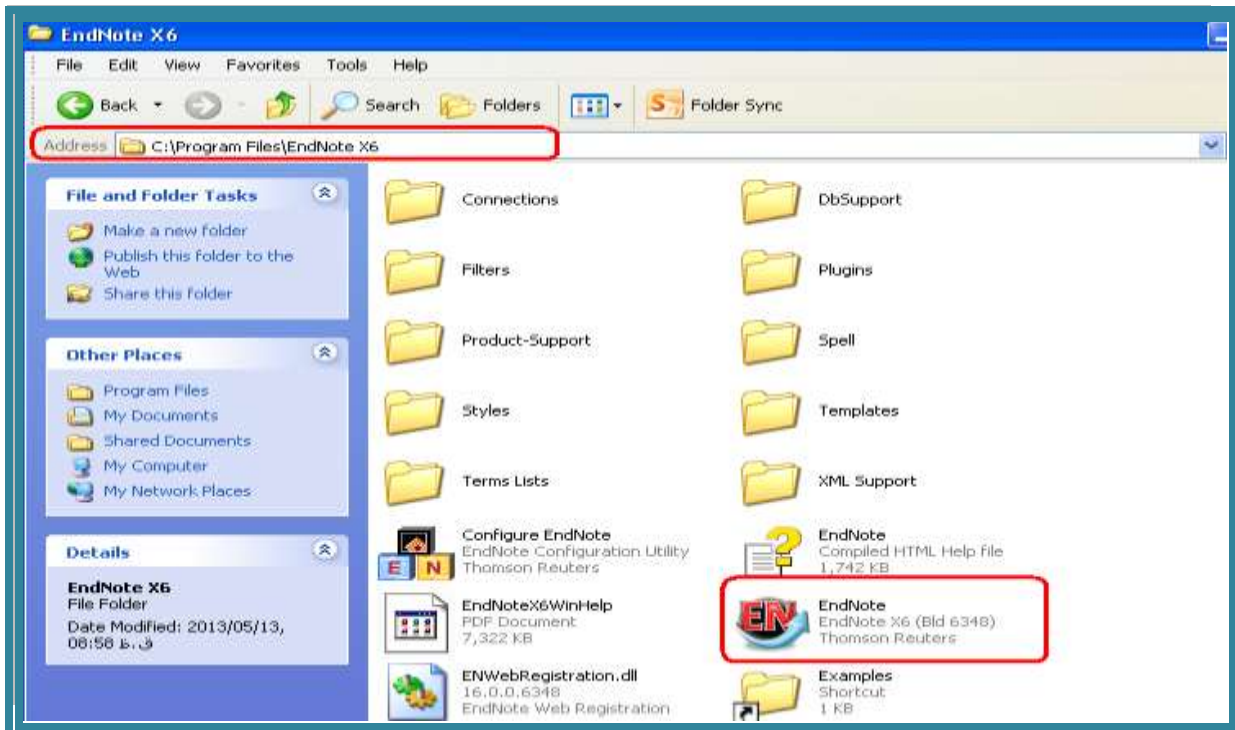 EndNote X6
File Edit View Favorites Tools Help
Back Search Folders Folder Sync
Address C:\Program Files\EndNote X6
File and Folder Tasks
Make a new folder
Publish this folder to the
Web
Share this folder
Other Places
Program Files
My Documents
Shared Documents
My Computer
My Network Places
Details
EndNote X6
File Folder
Date Modified: 2013/05/13,
08:58 ق.ظ
Connections
DbSupport
Filters
Plugins
Product-Support
Spell
Styles
Templates
Terms Lists
XML Support
Configure EndNote
EndNote Configuration Utility
Thomson Reuters
EndNote
Compiled HTML Help file
1,742 KB
EndNoteX6WinHelp
PDF Document
7,322 KB
EndNote
EndNote X6 (Bld 6348)
Thomson Reuters
ENWebRegistration.dll
16.0.0.6348
EndNote Web Registration
Examples
Shortcut
1 KB